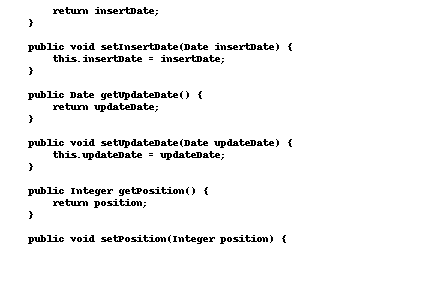 return insertDate;
    }

    public void setInsertDate(Date insertDate) {
        this.insertDate = insertDate;
    }

    public Date getUpdateDate() {
        return updateDate;
    }

    public void setUpdateDate(Date updateDate) {
        this.updateDate = updateDate;
    }

    public Integer getPosition() {
        return position;
    }

    public void setPosition(Integer position) {